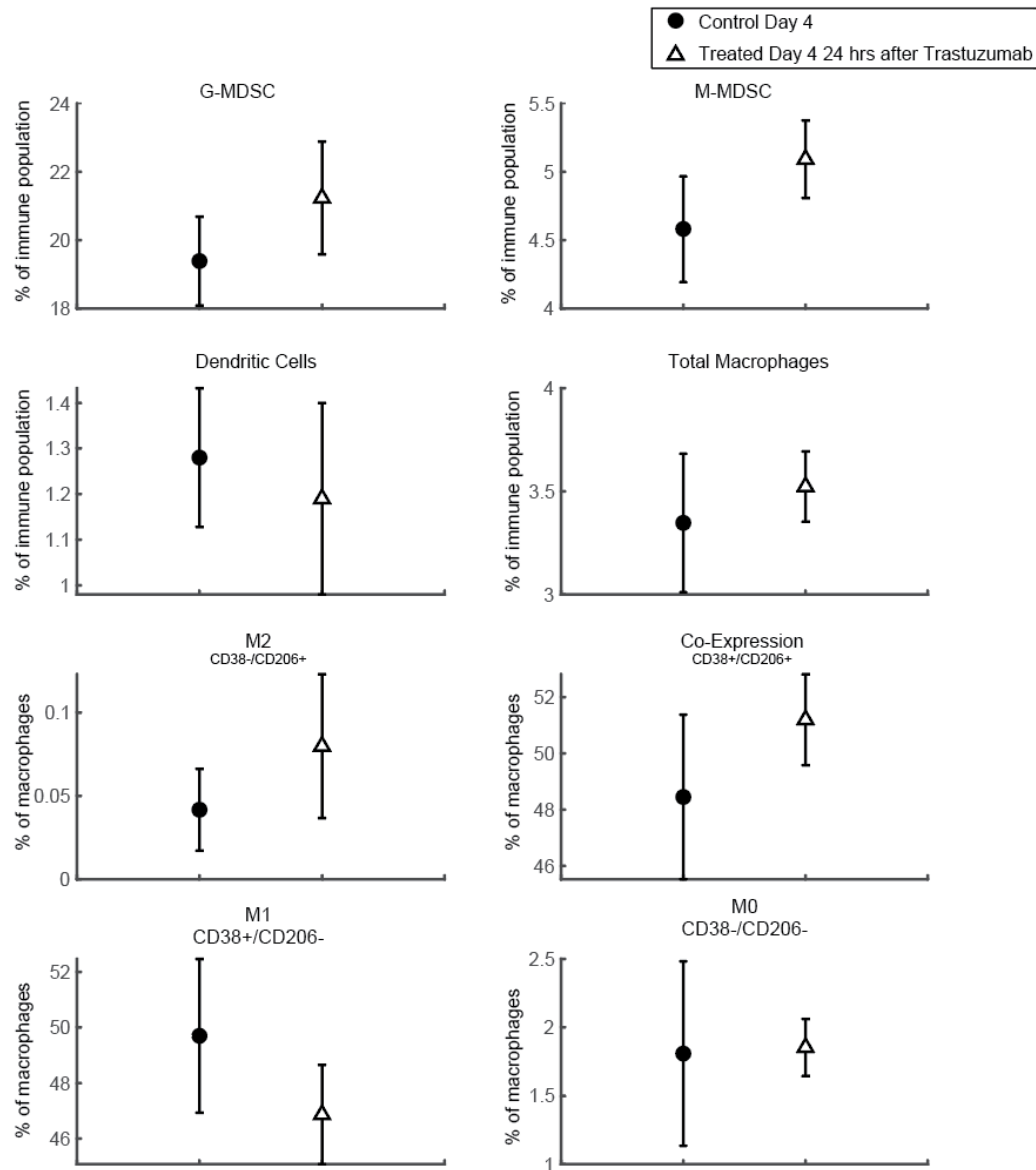 Control Day 4
Treated Day 4 24 hrs after Trastuzumab
G-MDSC
% of immune population
24
22
20
18
M-MDSC
% of immune population
5.5
5
4.5
4
Dendritic Cells
% of immune population
1.4
1.3
1.2
1.1
1
Total Macrophages
% of immune population
4
3.5
3
M2
CD38-/CD206+
% of macrophages
0.1
0.05
0
Co-Expression
CD38+/CD206+
% of macrophages
52
50
48
46
M1
CD38+/CD206-
% of macrophages
52
50
48
46
M0
CD38-/CD206-
% of macrophages
2.5
2
1.5
1